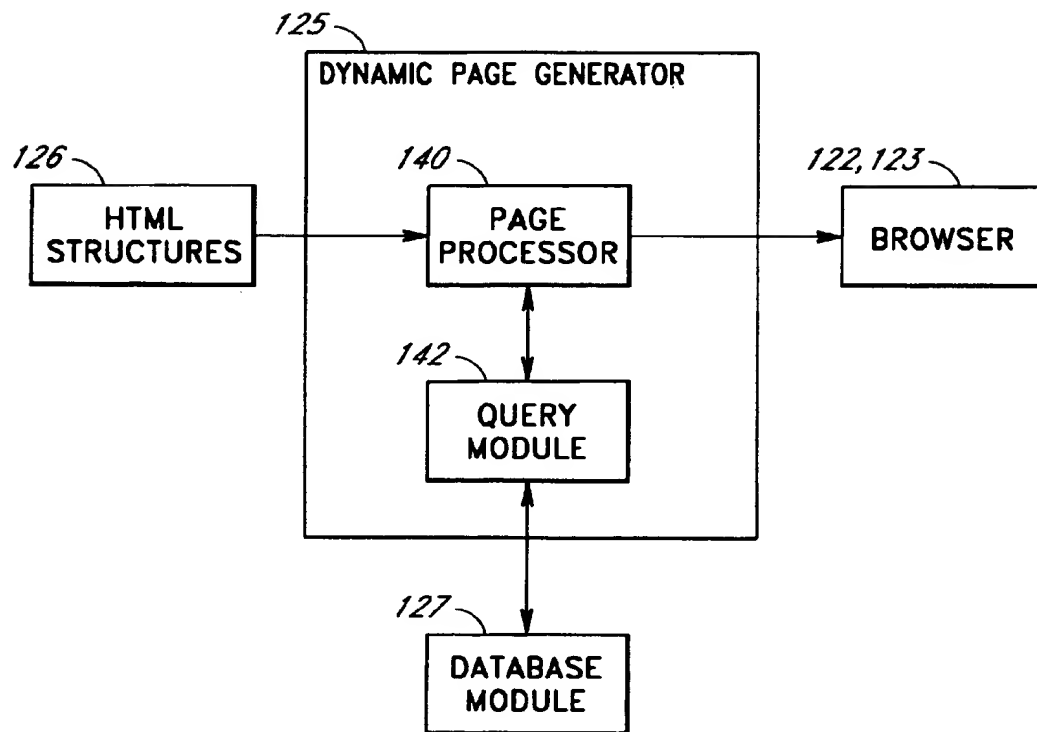 125
DYNAMIC PAGE GENERATOR
126
HTML
STRUCTURES
140
PAGE
PROCESSOR
122,123
BROWSER
142
QUERY
MODULE
127
DATABASE
MODULE